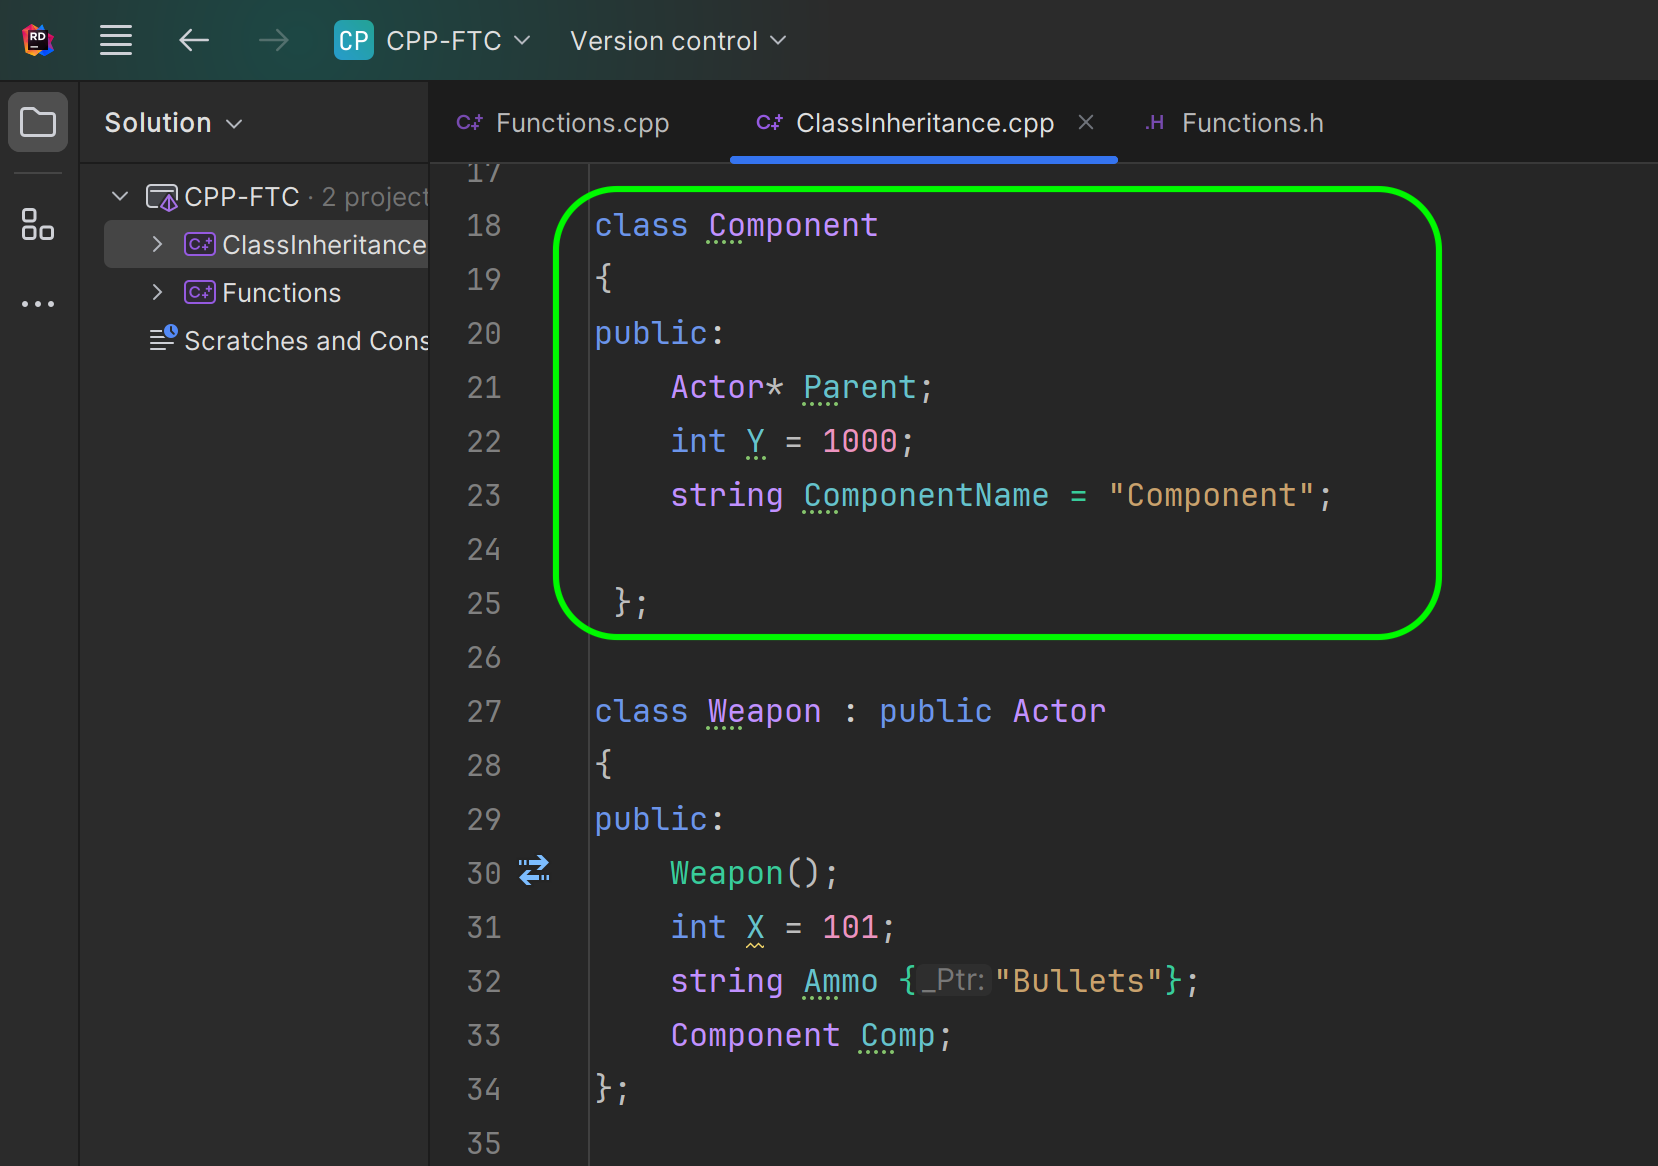 RD
CP CPP-FTC Version control
Solution
Functions.cpp
ClassInheritance.cpp
Functions.h
CPP-FTC · 2 project
ClassInheritance
Functions
Scratches and Cons
17
18 class Component
19 {
20 public:
21 Actor* Parent;
22 int Y = 1000;
23 string ComponentName = "Component";
24
25 };
26
27 class Weapon : public Actor
28 {
29 public:
30 Weapon();
31 int X = 101;
32 string Ammo {_Ptr: "Bullets"};
33 Component Comp;
34 };
35